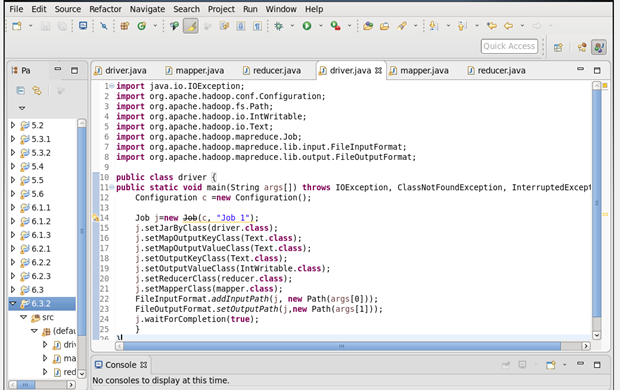 File Edit Source Refactor Navigate Search Project Run Window Help
Quick Access
Pa
driver.java mapper.java reducer.java driver.java mapper.java reducer.java
5.2
5.3.1
5.3.2
5.4
5.5
5.6
6.1.1
6.1.2
6.1.3
6.2.1
6.2.2
6.2.3
6.3
6.3.2
src
(defau
driv
ma
red
1 import java.io.IOException;
2 import org.apache.hadoop.conf.Configuration;
3 import org.apache.hadoop.fs.Path;
4 import org.apache.hadoop.io.IntWritable;
5 import org.apache.hadoop.io.Text;
6 import org.apache.hadoop.mapreduce.Job;
7 import org.apache.hadoop.mapreduce.lib.input.FileInputFormat;
8 import org.apache.hadoop.mapreduce.lib.output.FileOutputFormat;
9
10 public class driver {
11 public static void main(String args[]) throws IOException, ClassNotFoundException, InterruptedExcept
12 Configuration c =new Configuration();
13
14 Job j=new Job(c, "Job 1");
15 j.setJarByClass(driver.class);
16 j.setMapOutputKeyClass(Text.class);
17 j.setMapOutputValueClass(Text.class);
18 j.setOutputKeyClass(Text.class);
19 j.setOutputValueClass(IntWritable.class);
20 j.setReducerClass(reducer.class);
21 j.setMapperClass(mapper.class);
22 FileInputFormat.addInputPath(j, new Path(args[0]));
23 FileOutputFormat.setOutputPath(j,new Path(args[1]));
24 j.waitForCompletion(true);
25 }
26 }
Console
No consoles to display at this time.